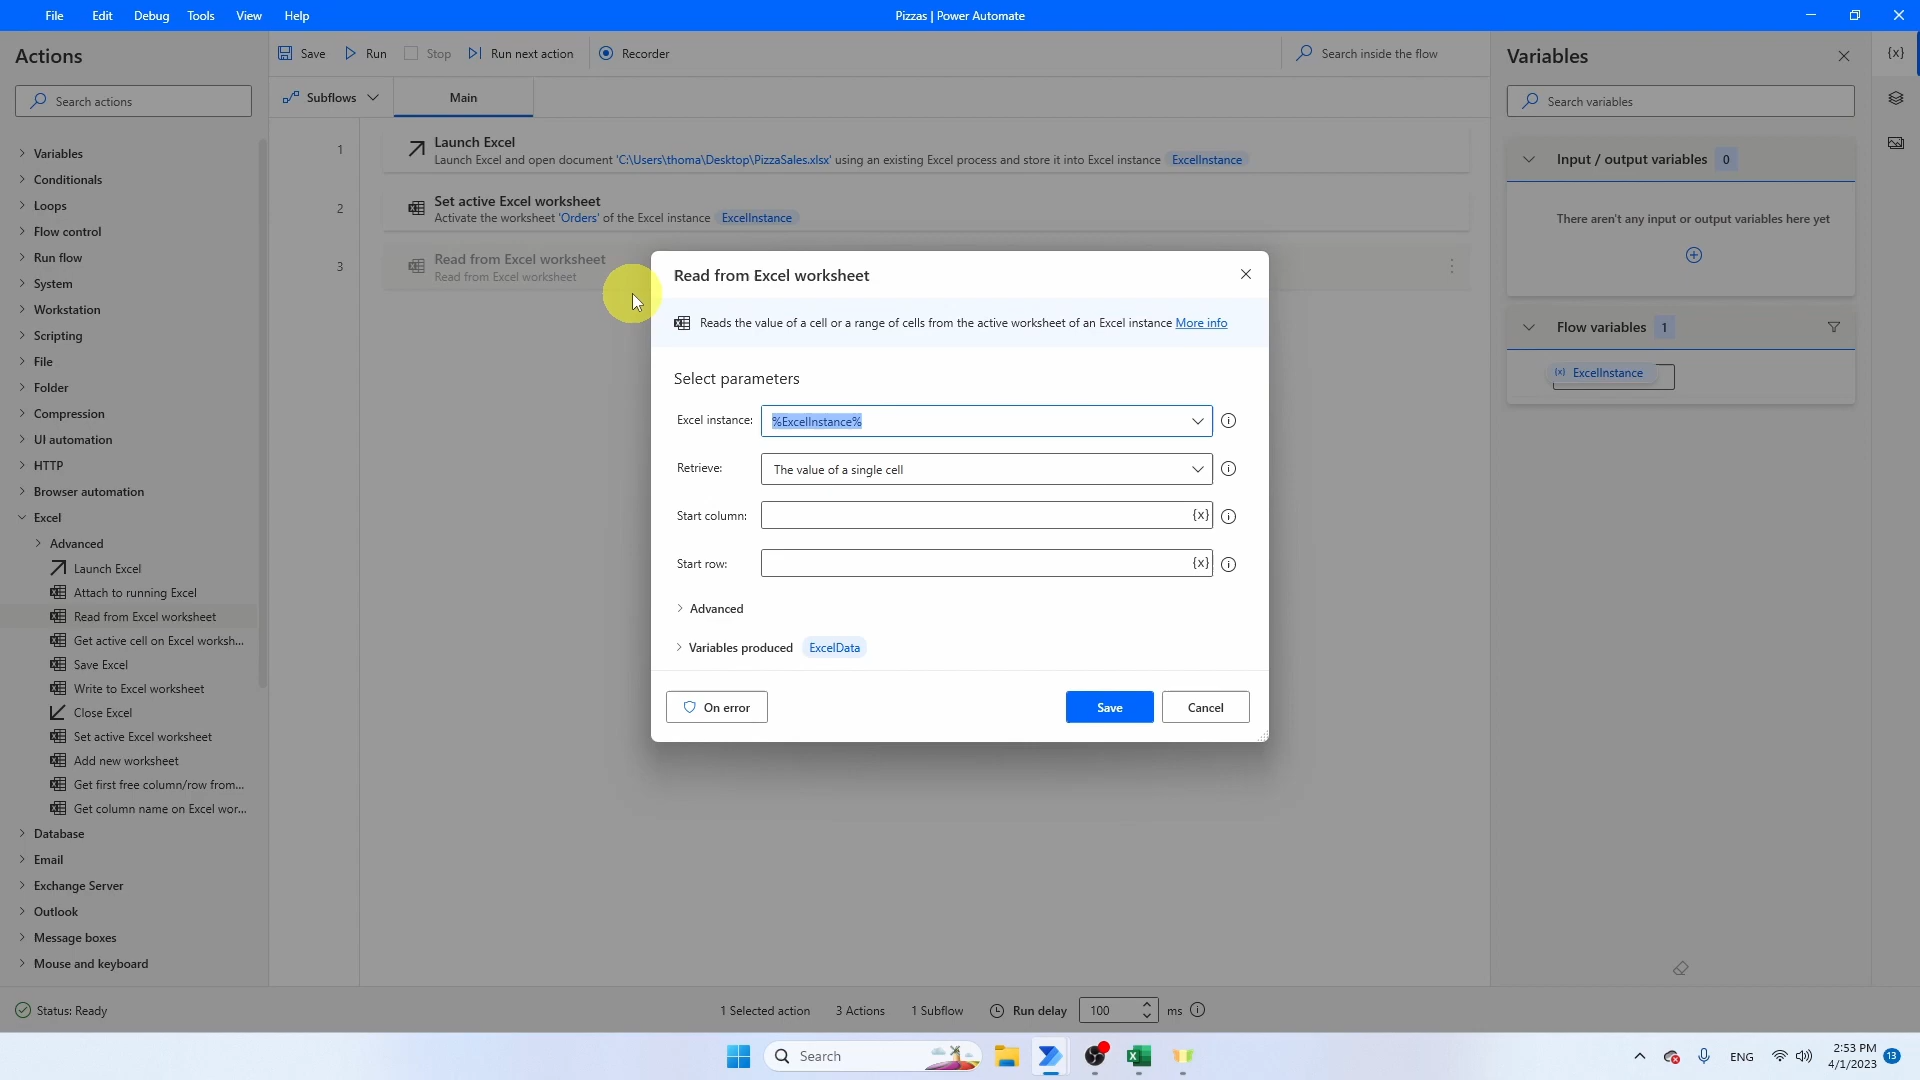 File Edit Debug Tools View Help
Pizzas | Power Automate
Actions
Search actions
Variables
Conditionals
Loops
Flow control
Run flow
System
Workstation
Scripting
File
Folder
Compression
UI automation
HTTP
Browser automation
Excel
Advanced
Launch Excel
Attach to running Excel
Read from Excel worksheet
Get active cell on Excel worksh...
Save Excel
Write to Excel worksheet
Close Excel
Set active Excel worksheet
Add new worksheet
Get first free column/row from...
Get column name on Excel wor...
Database
Email
Exchange Server
Outlook
Message boxes
Mouse and keyboard
Save Run Stop Run next action Recorder
Search inside the flow
Subflows Main
1 Launch Excel
Launch Excel and open document 'C:\Users\thoma\Desktop\PizzaSales.xlsx' using an existing Excel process and store it into Excel instance ExcelInstance
2 Set active Excel worksheet
Activate the worksheet 'Orders' of the Excel instance ExcelInstance
3 Read from Excel worksheet
Read from Excel worksheet
Read from Excel worksheet
Reads the value of a cell or a range of cells from the active worksheet of an Excel instance More info
Select parameters
Excel instance: %ExcelInstance%
Retrieve: The value of a single cell
Start column: {x}
Start row: {x}
Advanced
Variables produced ExcelData
On error Save Cancel
Variables
{x}
Search variables
Input / output variables 0
There aren't any input or output variables here yet
Flow variables 1
(x) ExcelInstance
Status: Ready 1 Selected action 3 Actions 1 Subflow Run delay 100 ms
Search
ENG
2:53 PM
4/1/2023
13